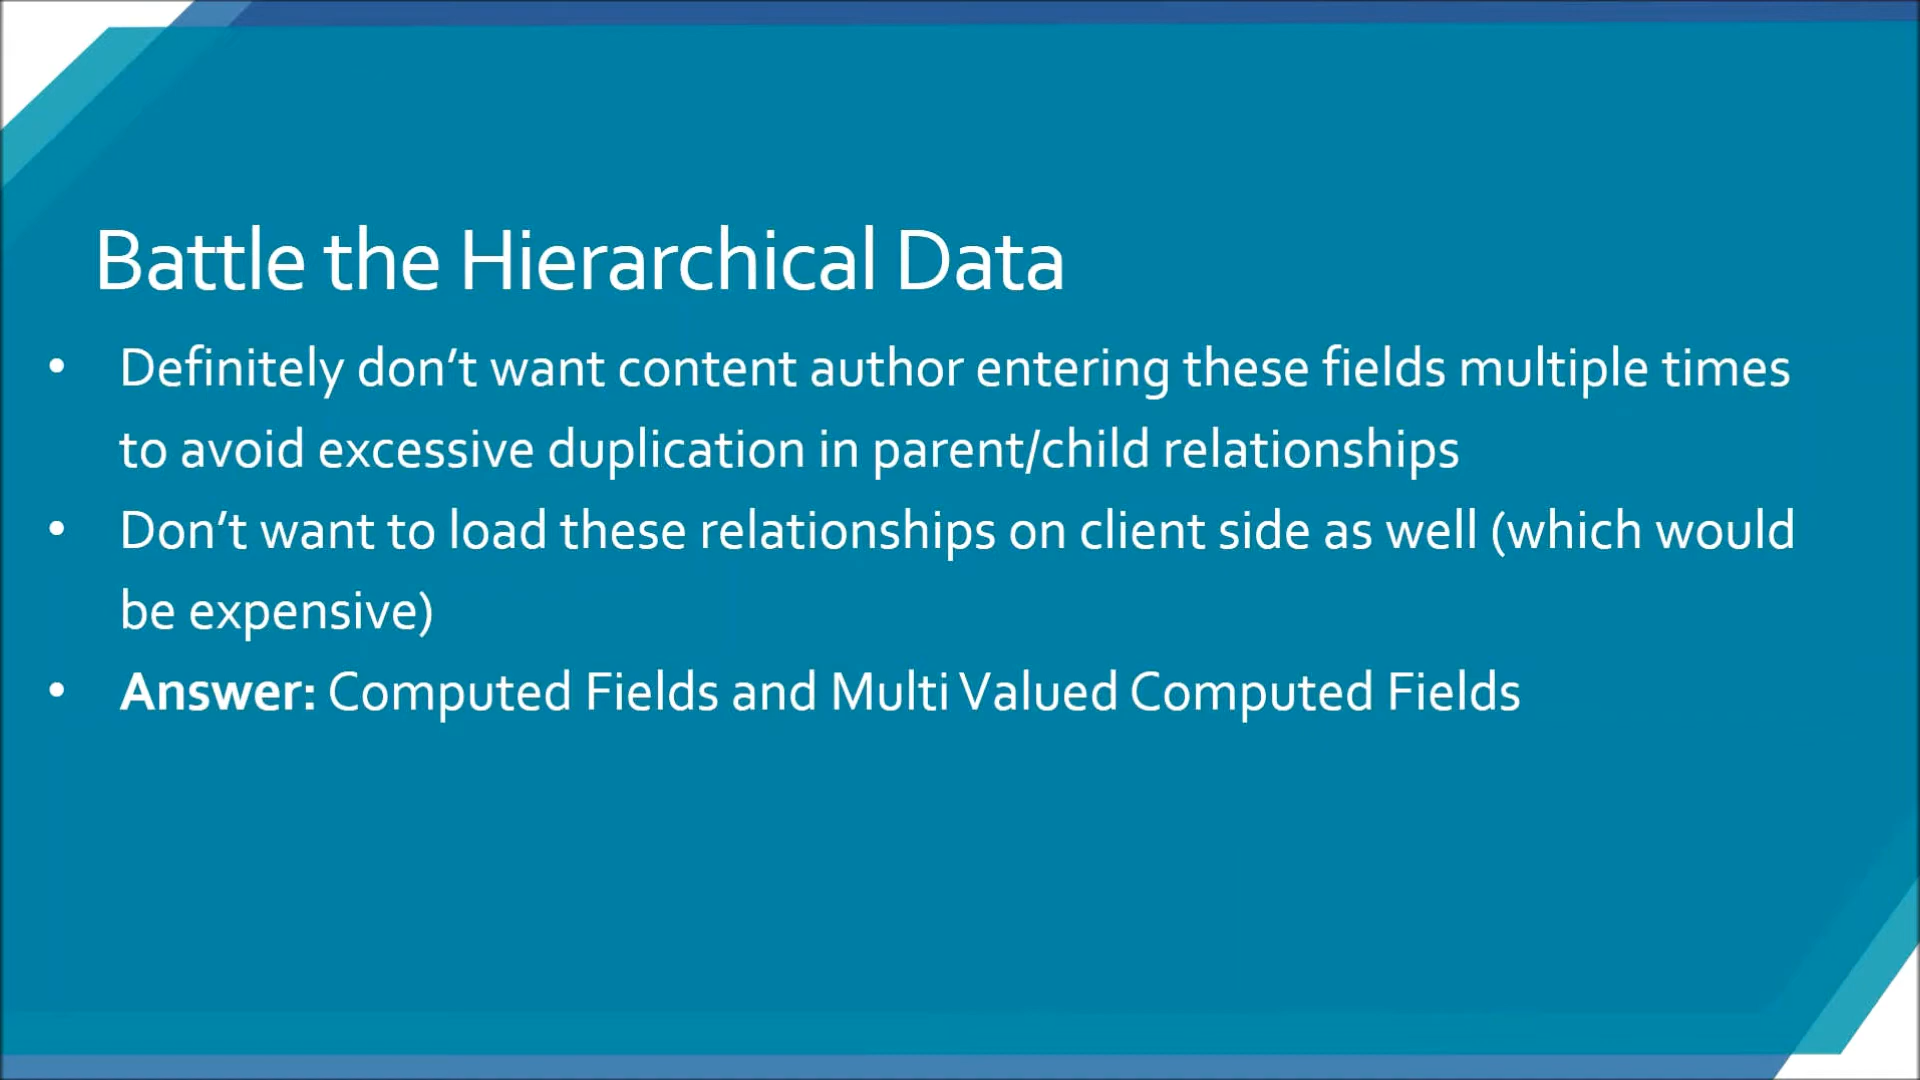 Battle the Hierarchical Data
• Definitely don’t want content author entering these fields multiple times
to avoid excessive duplication in parent/child relationships
• Don’t want to load these relationships on client side as well (which would
be expensive)
• Answer: Computed Fields and Multi Valued Computed Fields